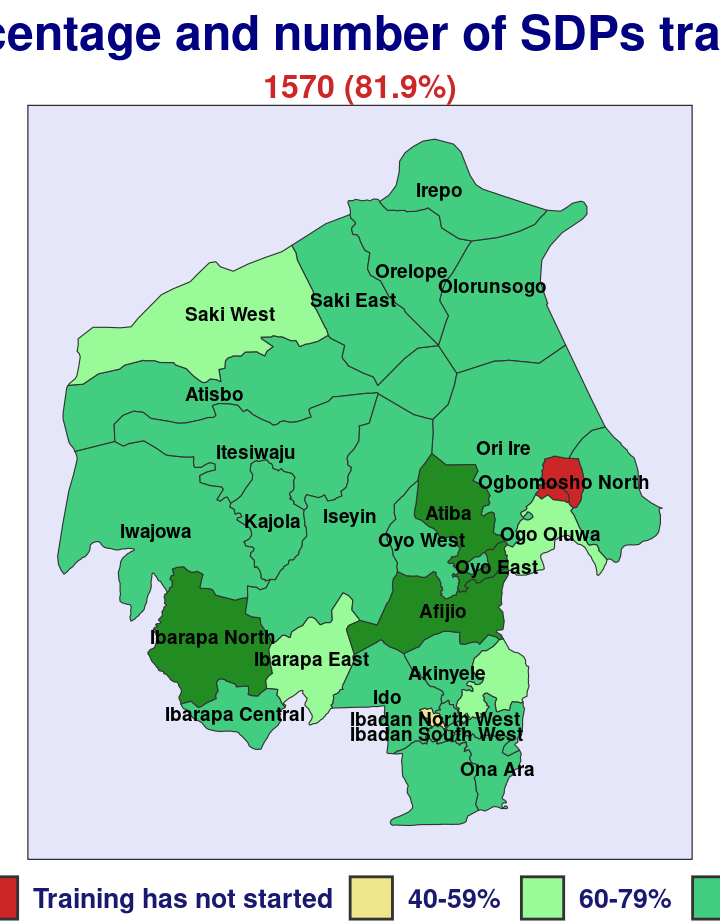 centage and number of SDPs tra
1570 (81.9%)
Irepo
Orelope
Olorunsogo
Saki East
Saki West
Atisbo
Ori Ire
Itesiwaju
Ogbomosho North
Atiba
Iseyin
Kajola
Iwajowa
Ogo Oluwa
Oyo West
Oyo East
Afijio
Ibarapa North
Ibarapa East
Akinyele
Ido
Ibarapa Central
Ibadan North West
Ibadan South West
Ona Ara
Training has not started 40-59% 60-79%